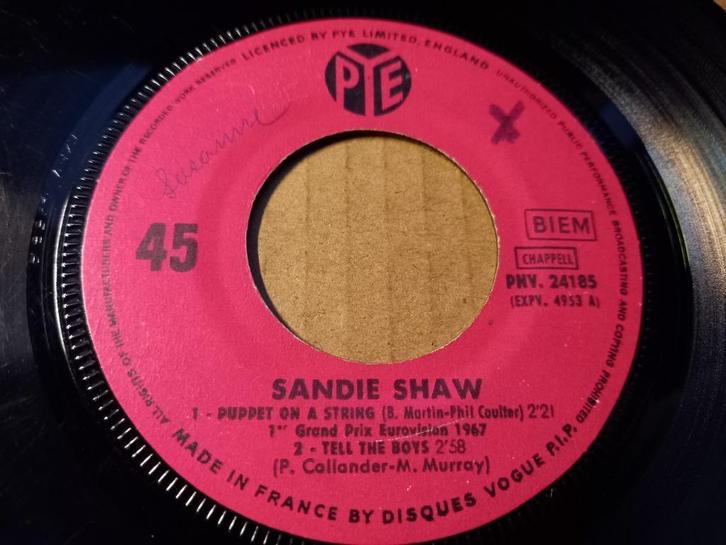 ALL RIGHTS OF THE MANUFACTURERS AND OWNER OF THE RECORDED WORK RESERVED LICENCED BY PYE LIMITED, ENGLAND UNAUTHORIZED PUBLIC PERFORMANCE BROADCASTING AND COPYING PROHIBITED
PYE
Susanne
X
45
BIEM
CHAPPELL
PNV. 24185
(EXPV. 4953 A)
SANDIE SHAW
1 - PUPPET ON A STRING (B. Martin-Phil Coulter) 2'21
1er Grand Prix Eurovision 1967
2 - TELL THE BOYS 2'58
(P. Callander-M. Murray)
MADE IN FRANCE BY DISQUES VOGUE P.I.P.